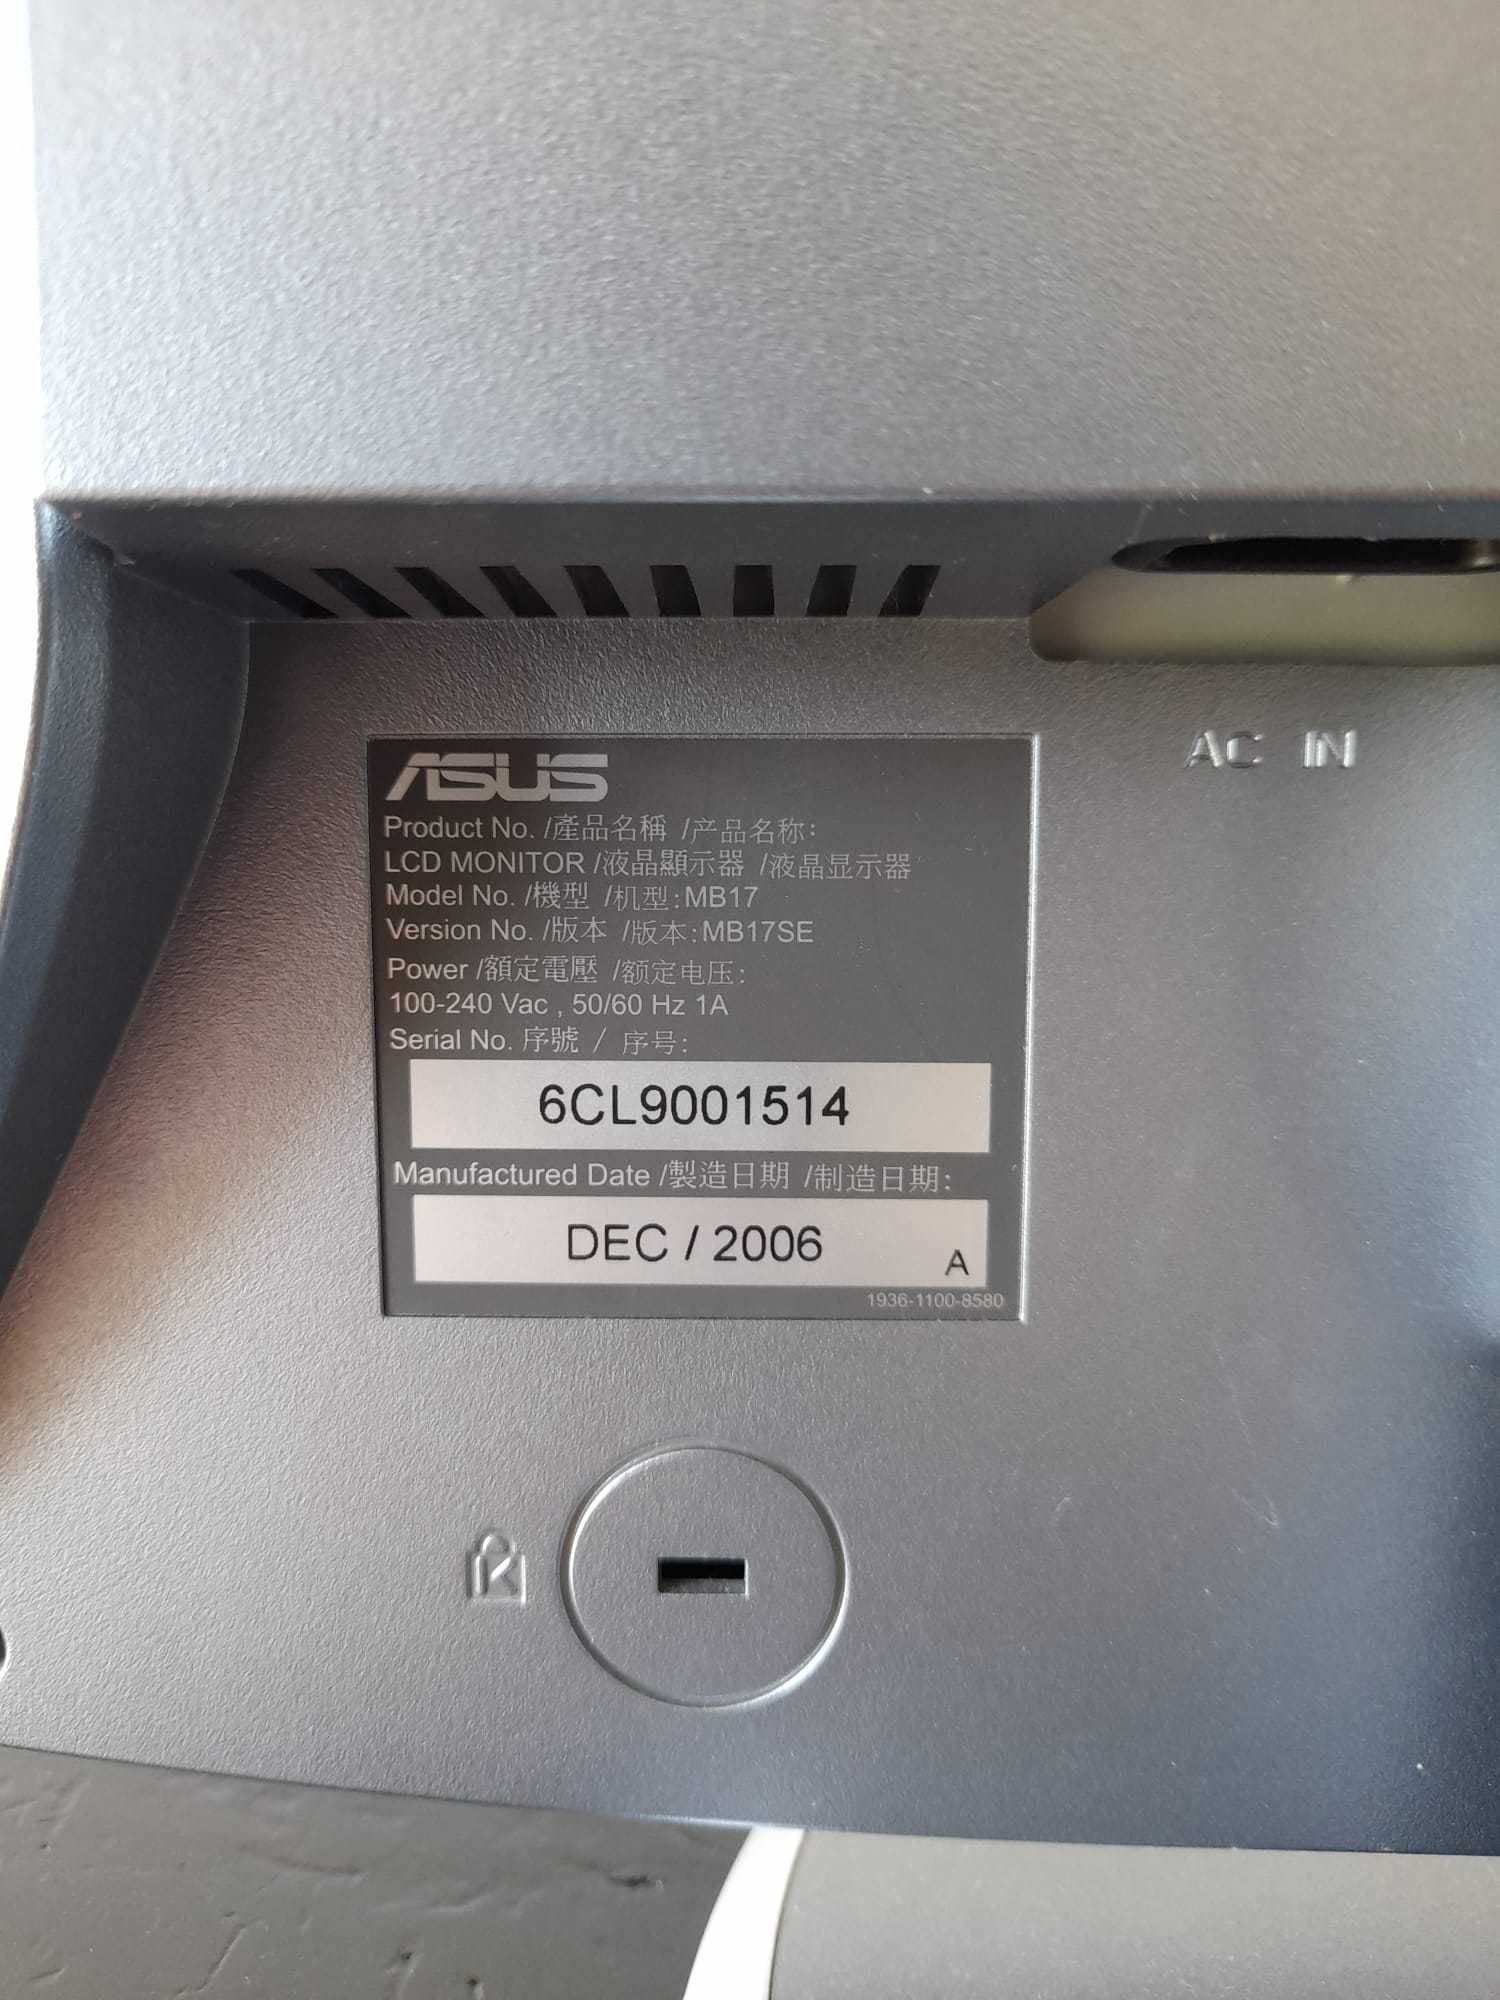 ASUS
Product No. /產品名稱 /产品名称:
LCD MONITOR /液晶顯示器 /液晶显示器
Model No. /機型 /机型:MB17
Version No. /版本 /版本:MB17SE
Power /額定電壓 /额定电压:
100-240 Vac , 50/60 Hz 1A
Serial No. 序號 / 序号:
6CL9001514
Manufactured Date /製造日期 /制造日期:
DEC / 2006
A
1936-1100-8580
AC IN
K